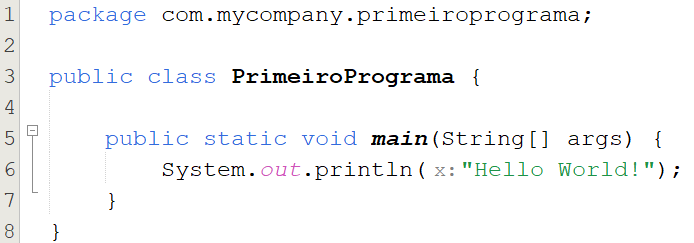 1 package com.mycompany.primeiroprograma;
2
3 public class PrimeiroPrograma {
4
5     public static void main(String[] args) {
6         System.out.println( x: "Hello World!");
7     }
8 }